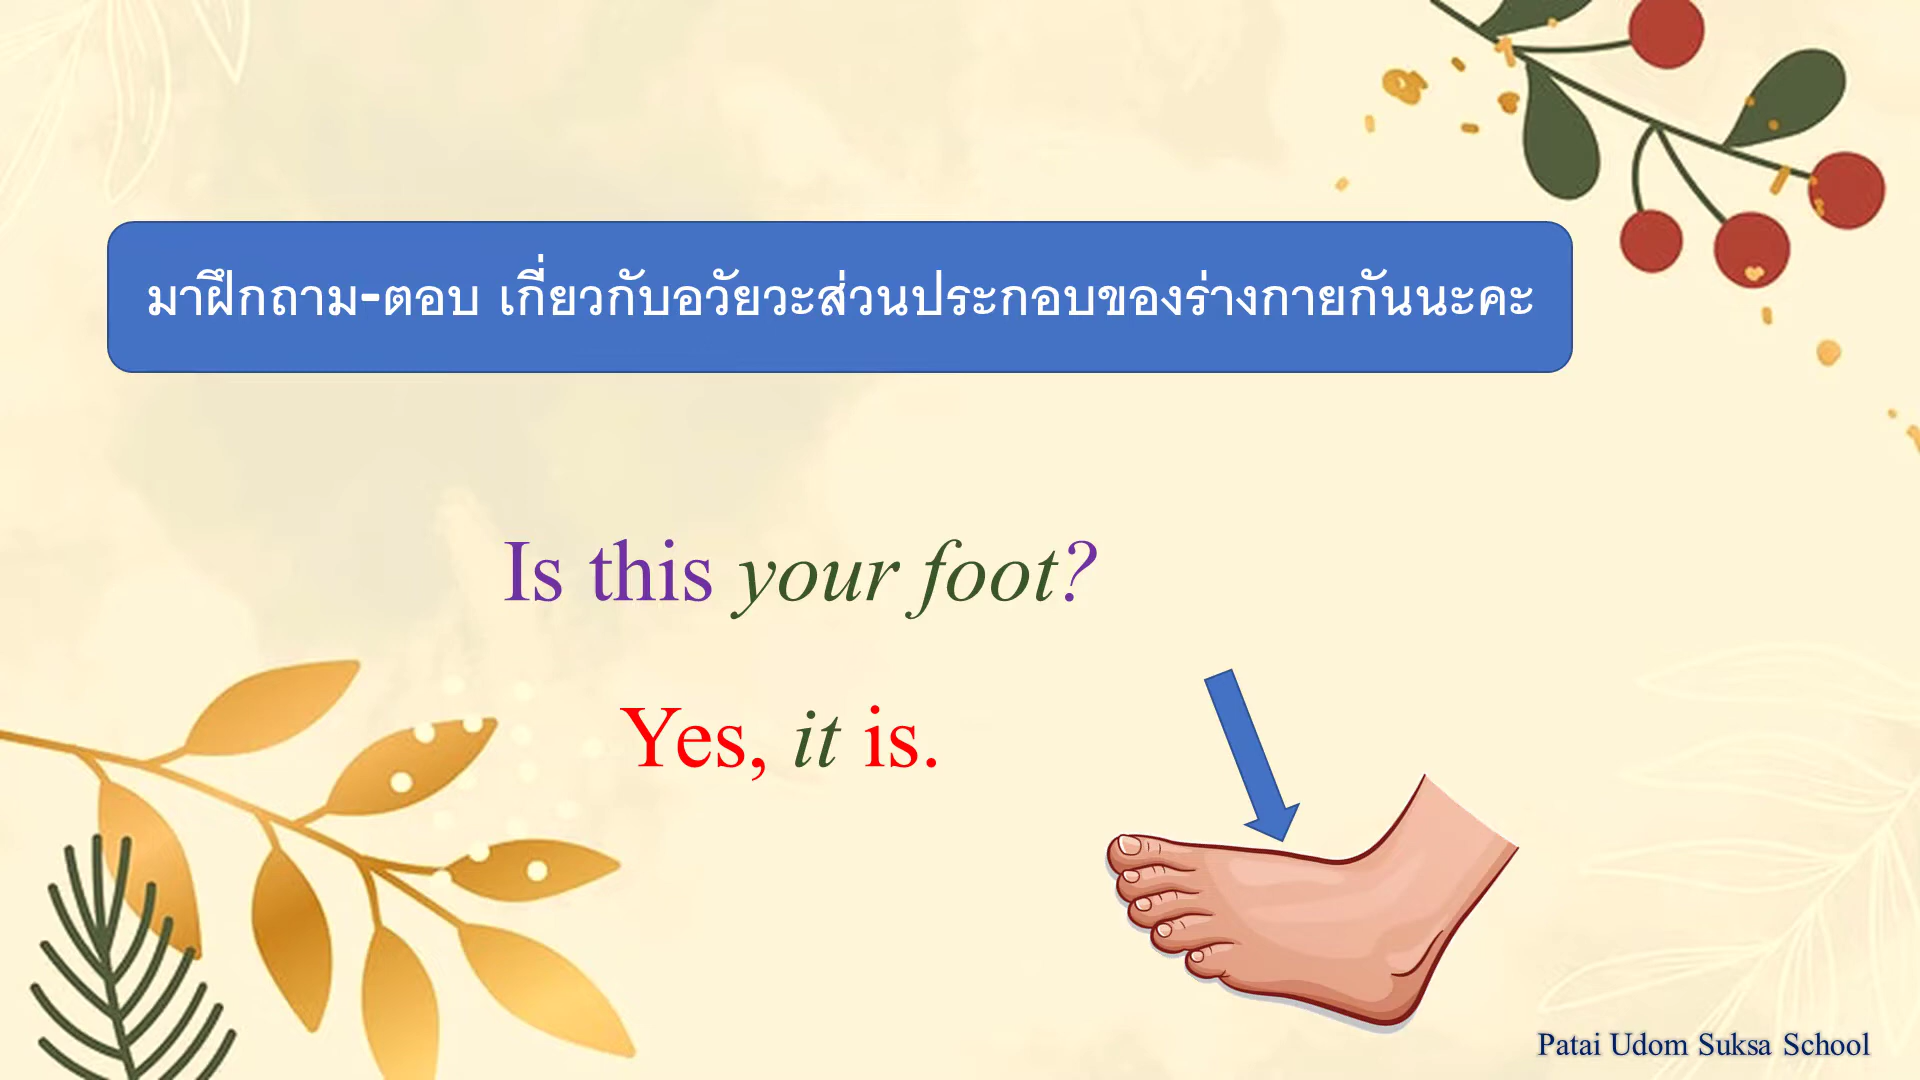 มาฝึกถาม-ตอบ เกี่ยวกับอวัยวะส่วนประกอบของร่างกายกันนะคะ
Is this your foot?
Yes, it is.
Patai Udom Suksa School